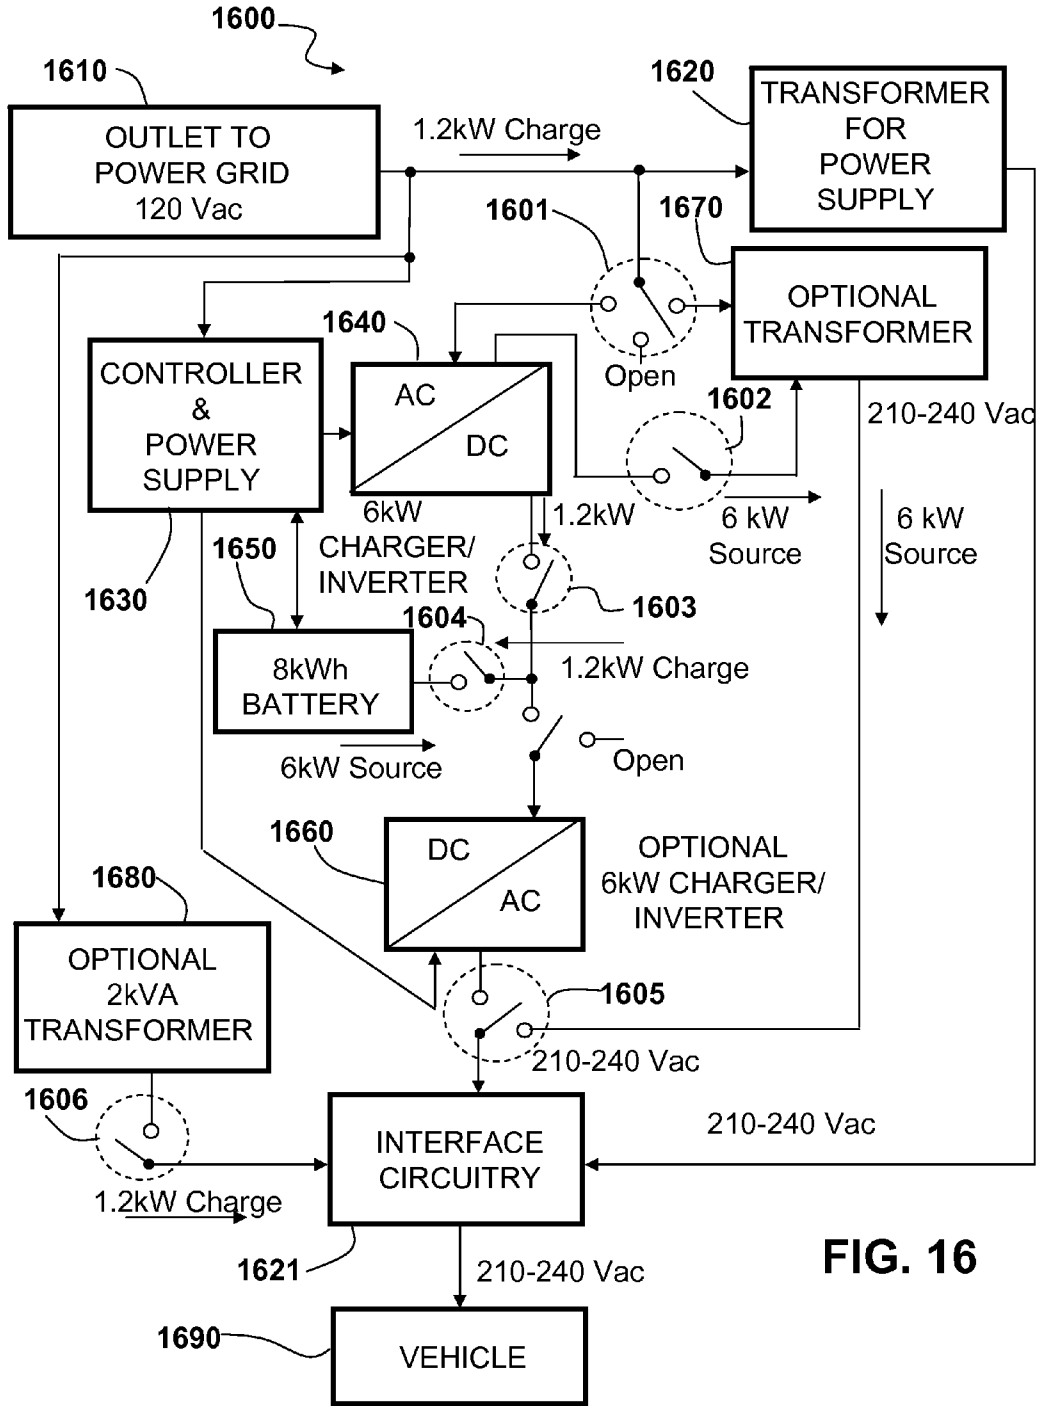 1600
1610
OUTLET TO
POWER GRID
120 Vac
1.2kW Charge
1620
TRANSFORMER
FOR
POWER
SUPPLY
1601
1670
OPTIONAL
TRANSFORMER
Open
1640
AC
DC
CONTROLLER
&
POWER
SUPPLY
1602
210-240 Vac
6kW
CHARGER/
INVERTER
1.2kW
6 kW
Source
6 kW
Source
1650
1630
1603
1604
8kWh
BATTERY
1.2kW Charge
6kW Source
Open
1660
DC
AC
OPTIONAL
6kW CHARGER/
INVERTER
1680
OPTIONAL
2kVA
TRANSFORMER
1605
210-240 Vac
1606
1.2kW Charge
INTERFACE
CIRCUITRY
210-240 Vac
1621
210-240 Vac
FIG. 16
1690
VEHICLE